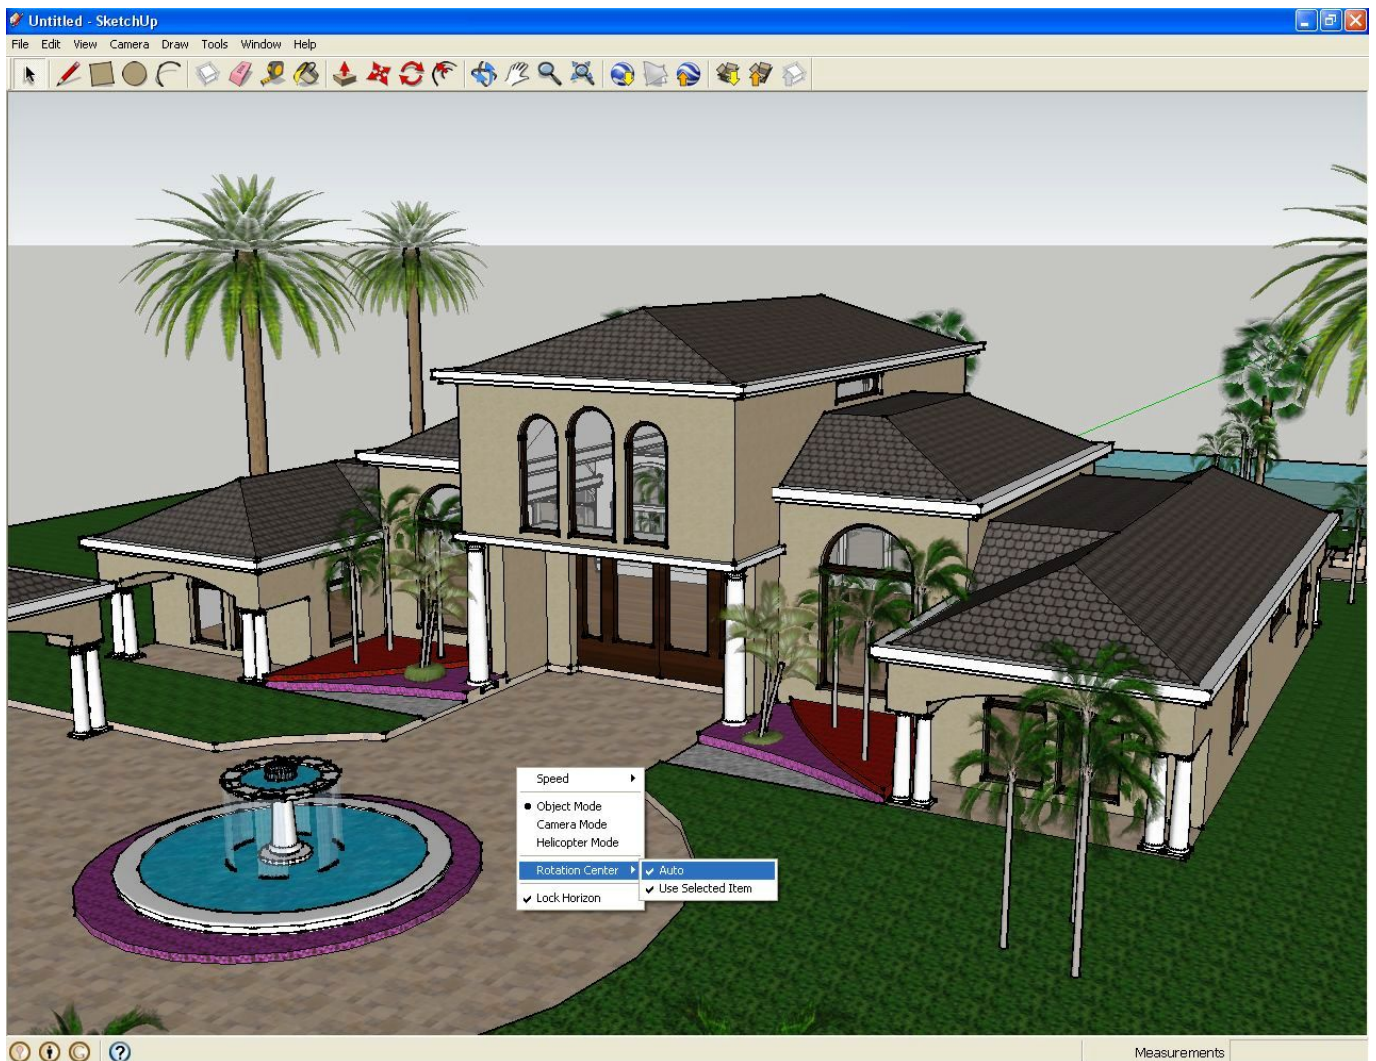 Untitled - SketchUp
File Edit View Camera Draw Tools Window Help
Speed
Object Mode
Camera Mode
Helicopter Mode
Rotation Center
Auto
Use Selected Item
Lock Horizon
Measurements